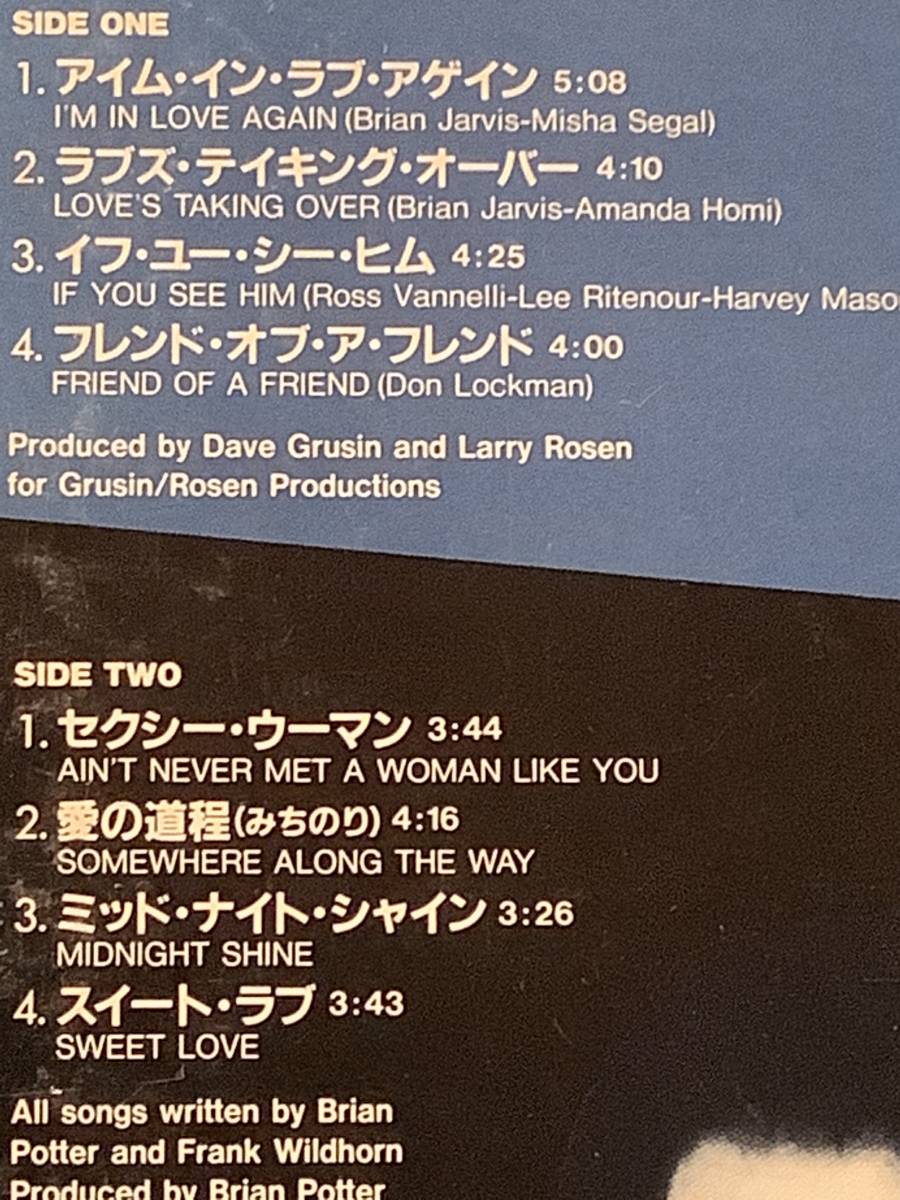 SIDE ONE
1. アイム・イン・ラブ・アゲイン 5:08
I'M IN LOVE AGAIN (Brian Jarvis-Misha Segal)
2. ラブズ・テイキング・オーバー 4:10
LOVE'S TAKING OVER (Brian Jarvis-Amanda Homi)
3. イフ・ユー・シー・ヒム 4:25
IF YOU SEE HIM (Ross Vannelli-Lee Ritenour-Harvey Maso
4. フレンド・オブ・ア・フレンド 4:00
FRIEND OF A FRIEND (Don Lockman)
Produced by Dave Grusin and Larry Rosen
for Grusin/Rosen Productions
SIDE TWO
1. セクシー・ウーマン 3:44
AIN'T NEVER MET A WOMAN LIKE YOU
2. 愛の道程(みちのり) 4:16
SOMEWHERE ALONG THE WAY
3. ミッド・ナイト・シャイン 3:26
MIDNIGHT SHINE
4. スイート・ラブ 3:43
SWEET LOVE
All songs written by Brian
Potter and Frank Wildhorn
Produced by Brian Potter